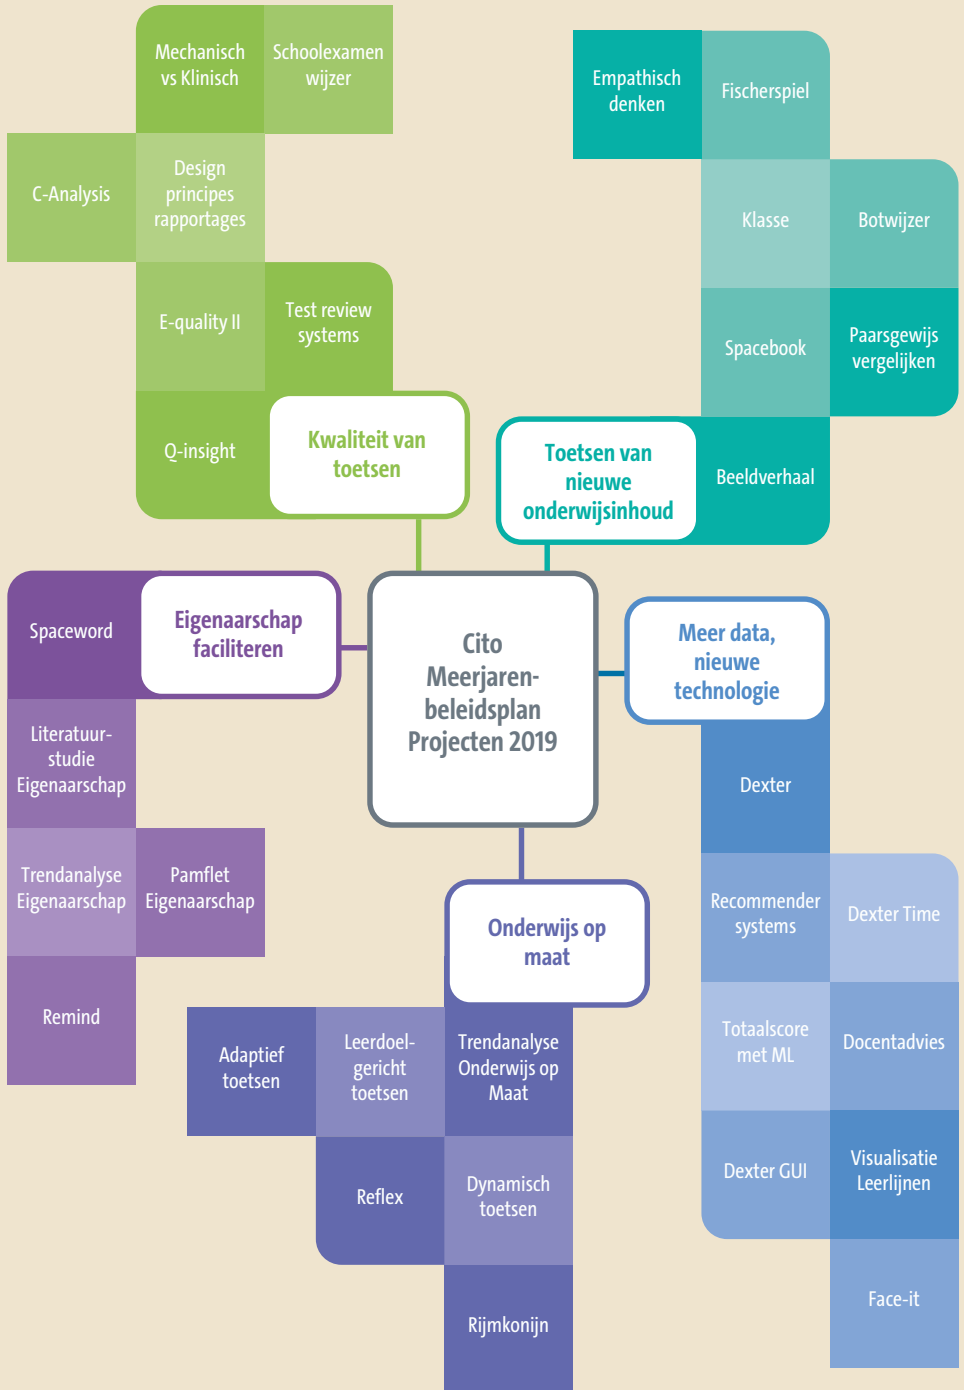 Mechanisch
vs Klinisch
Schoolexamen
wijzer
C-Analysis
Design
principes
rapportages
E-quality II
Test review
systems
Q-insight
Kwaliteit van
toetsen
Empathisch
denken
Fischerspiel
Klasse
Botwijzer
Spacebook
Paarsgewijs
vergelijken
Toetsen van
nieuwe
onderwijsinhoud
Beeldverhaal
Spaceword
Eigenaarschap
faciliteren
Cito
Meerjaren-
beleidsplan
Projecten 2019
Meer data,
nieuwe
technologie
Literatuur-
studie
Eigenaarschap
Trendanalyse
Eigenaarschap
Pamflet
Eigenaarschap
Remind
Onderwijs op
maat
Adaptief
toetsen
Leerdoel-
gericht
toetsen
Trendanalyse
Onderwijs op
Maat
Reflex
Dynamisch
toetsen
Rijmkonijn
Dexter
Recommender
systems
Dexter Time
Totaalscore
met ML
Docentadvies
Dexter GUI
Visualisatie
Leerlijnen
Face-it